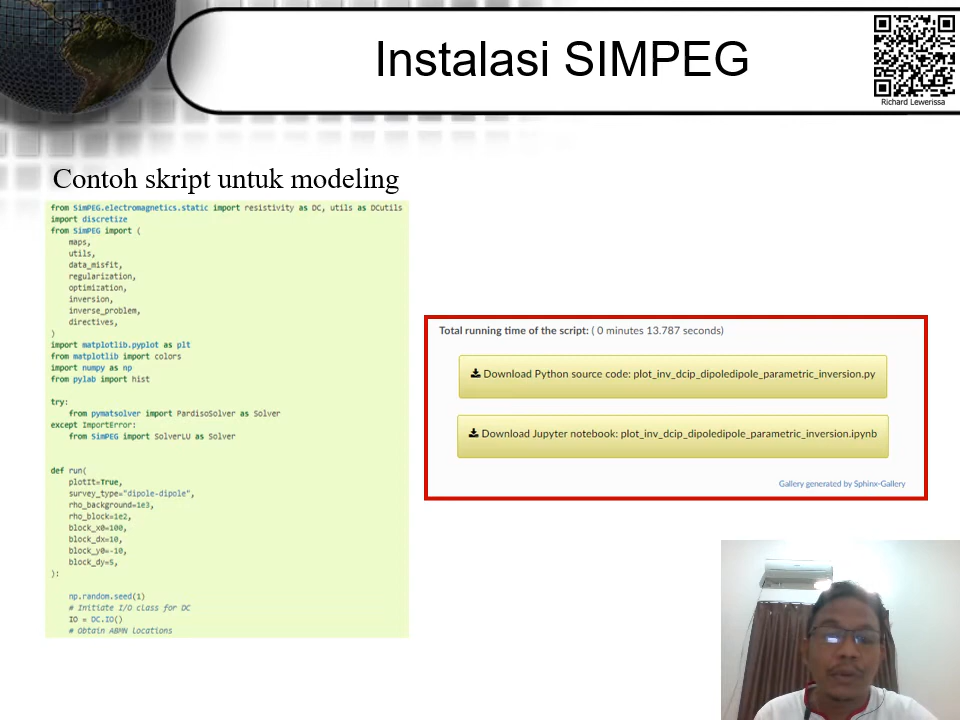 Instalasi SIMPEG
Richard Lewerissa
Contoh skript untuk modeling
from SimPEG.electromagnetics.static import resistivity as DC, utils as DCutils
import discretize
from SimPEG import (
    maps,
    utils,
    data_misfit,
    regularization,
    optimization,
    inversion,
    inverse_problem,
    directives,
)
import matplotlib.pyplot as plt
from matplotlib import colors
import numpy as np
from pylab import hist
try:
    from pymatsolver import PardisoSolver as Solver
except ImportError:
    from SimPEG import SolverLU as Solver
def run(
    plotIt=True,
    survey_type="dipole-dipole",
    rho_background=1e3,
    rho_block=1e2,
    block_x0=100,
    block_dx=10,
    block_y0=-10,
    block_dy=5,
):
    np.random.seed(1)
    # Initiate I/O class for DC
    IO = DC.IO()
    # Obtain ABMN locations
Total running time of the script: ( 0 minutes 13.787 seconds)
Download Python source code: plot_inv_dcip_dipoledipole_parametric_inversion.py
Download Jupyter notebook: plot_inv_dcip_dipoledipole_parametric_inversion.ipynb
Gallery generated by Sphinx-Gallery